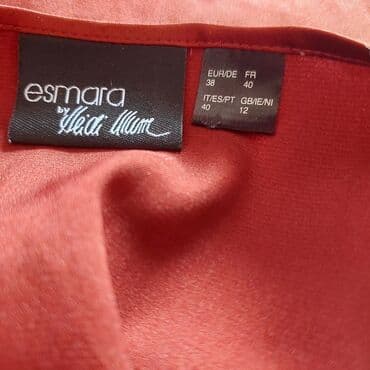 esmara
by Heidi Klum
EUR/DE FR
38 40
IT/ES/PT GB/IE/NI
40 12